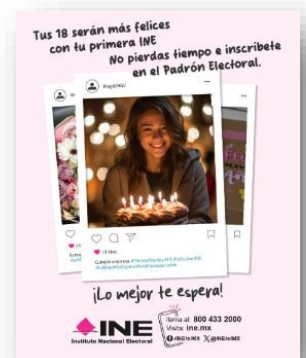 Tus 18 serán más felices
con tu primera INE
No pierdas tiempo e inscríbete
en el Padrón Electoral.
¡Lo mejor te espera!
INE
Instituto Nacional Electoral
llama al: 800 433 2000
Visita: ine.mx
@INEMexico